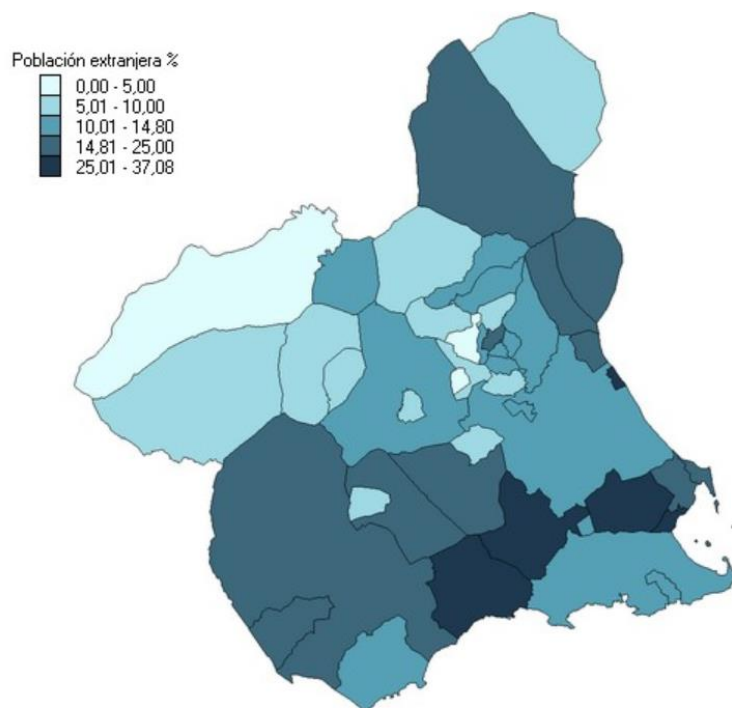 Población extranjera %
0,00 - 5,00
5,01 - 10,00
10,01 - 14,80
14,81 - 25,00
25,01 - 37,08